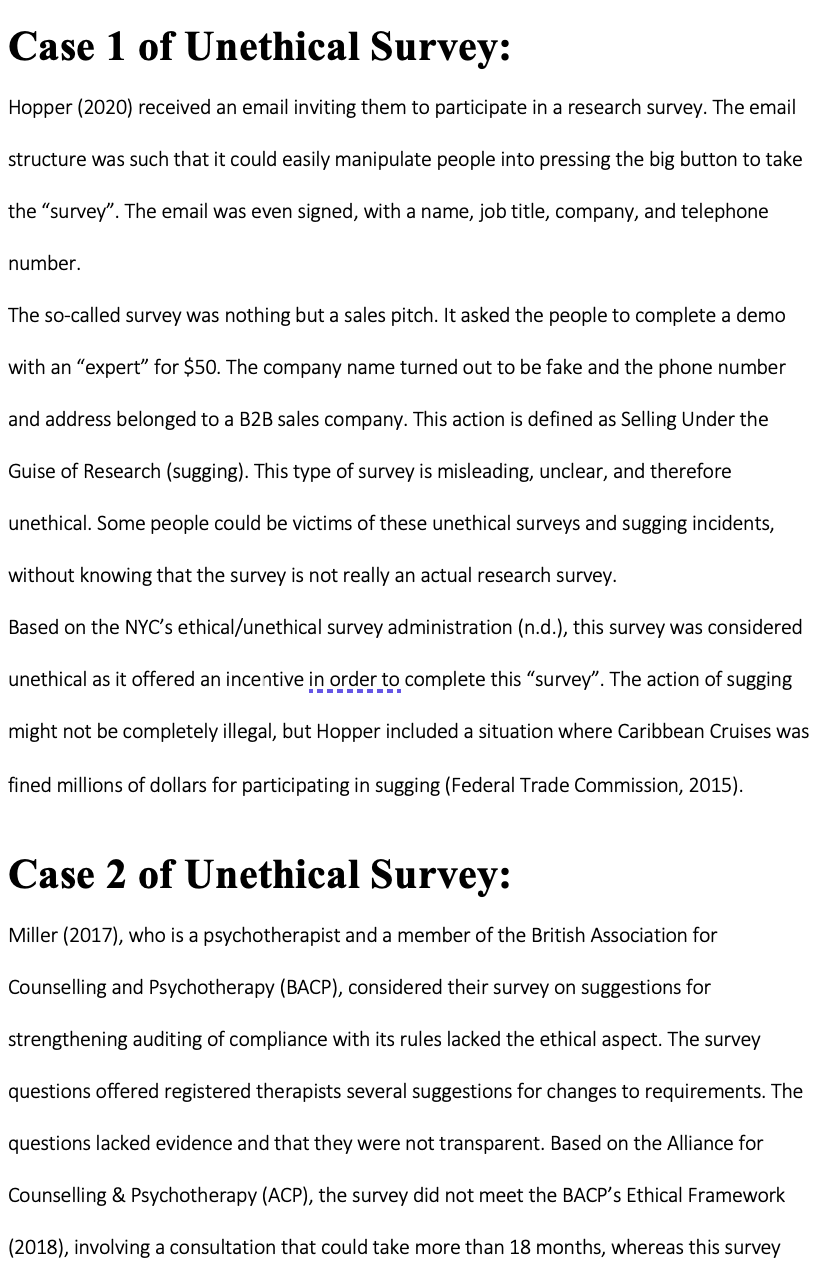 Case 1 of Unethical Survey:
Hopper (2020) received an email inviting them to participate in a research survey. The email
structure was such that it could easily manipulate people into pressing the big button to take
the “survey”. The email was even signed, with a name, job title, company, and telephone
number.
The so-called survey was nothing but a sales pitch. It asked the people to complete a demo
with an “expert” for $50. The company name turned out to be fake and the phone number
and address belonged to a B2B sales company. This action is defined as Selling Under the
Guise of Research (sugging). This type of survey is misleading, unclear, and therefore
unethical. Some people could be victims of these unethical surveys and sugging incidents,
without knowing that the survey is not really an actual research survey.
Based on the NYC’s ethical/unethical survey administration (n.d.), this survey was considered
unethical as it offered an incentive in order to complete this “survey”. The action of sugging
might not be completely illegal, but Hopper included a situation where Caribbean Cruises was
fined millions of dollars for participating in sugging (Federal Trade Commission, 2015).
Case 2 of Unethical Survey:
Miller (2017), who is a psychotherapist and a member of the British Association for
Counselling and Psychotherapy (BACP), considered their survey on suggestions for
strengthening auditing of compliance with its rules lacked the ethical aspect. The survey
questions offered registered therapists several suggestions for changes to requirements. The
questions lacked evidence and that they were not transparent. Based on the Alliance for
Counselling & Psychotherapy (ACP), the survey did not meet the BACP’s Ethical Framework
(2018), involving a consultation that could take more than 18 months, whereas this survey